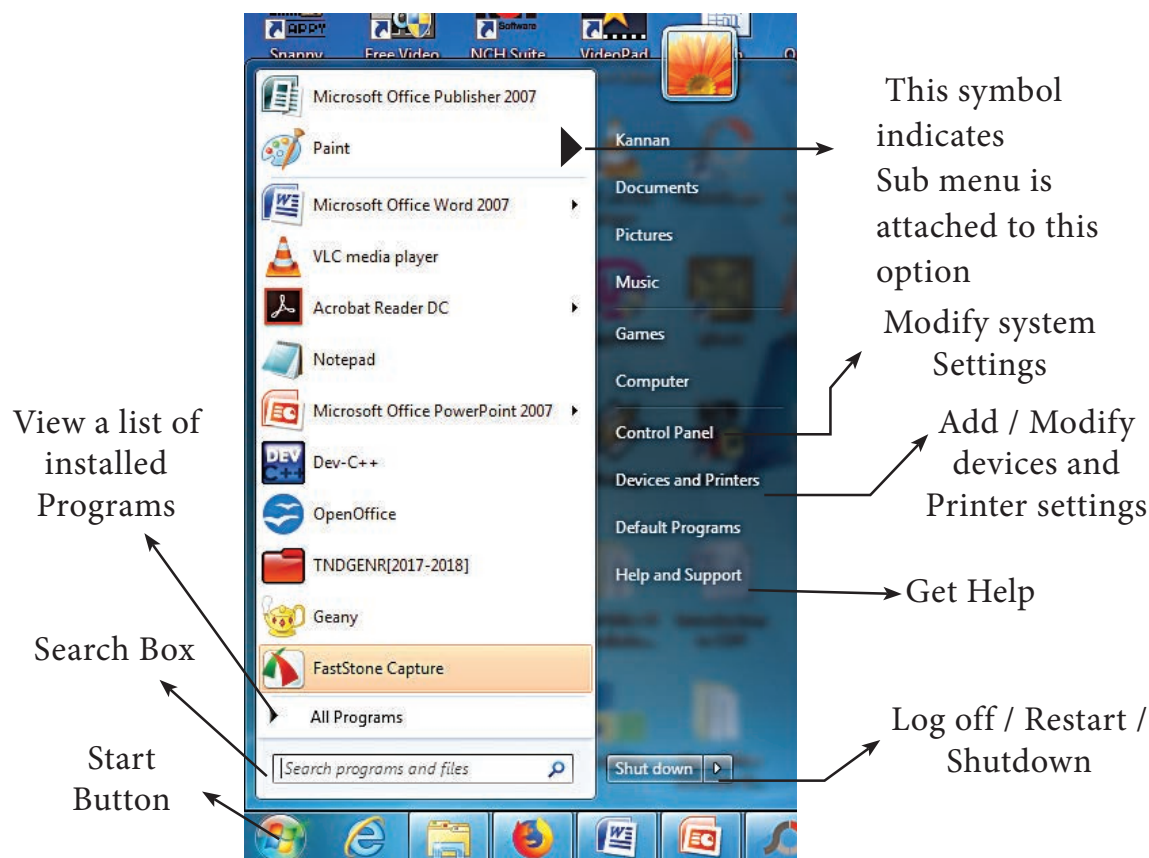 Snappy
Free Video
NCH Suite
VideoPad
Software
Microsoft Office Publisher 2007
Paint
Microsoft Office Word 2007
VLC media player
Acrobat Reader DC
Notepad
Microsoft Office PowerPoint 2007
DEV
C++
Dev-C++
OpenOffice
TNDGENR[2017-2018]
Geany
FastStone Capture
All Programs
Search programs and files
Kannan
Documents
Pictures
Music
Games
Computer
Control Panel
Devices and Printers
Default Programs
Help and Support
Shut down
This symbol
indicates
Sub menu is
attached to this
option
Modify system
Settings
Add / Modify
devices and
Printer settings
Get Help
Log off / Restart /
Shutdown
View a list of
installed
Programs
Search Box
Start
Button